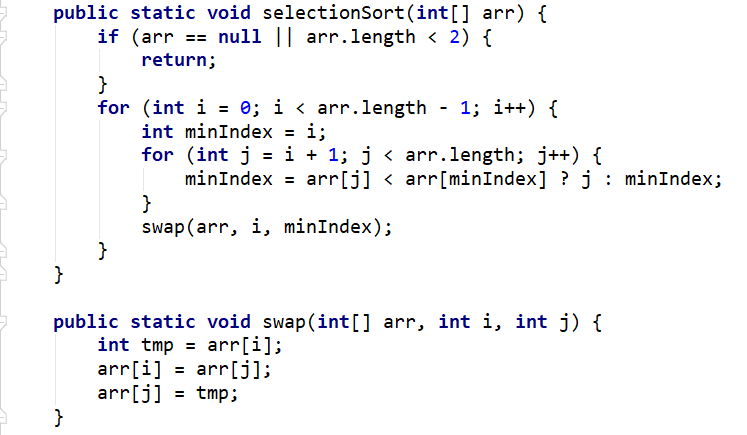 public static void selectionSort(int[] arr) {
    if (arr == null || arr.length < 2) {
        return;
    }
    for (int i = 0; i < arr.length - 1; i++) {
        int minIndex = i;
        for (int j = i + 1; j < arr.length; j++) {
            minIndex = arr[j] < arr[minIndex] ? j : minIndex;
        }
        swap(arr, i, minIndex);
    }
}

public static void swap(int[] arr, int i, int j) {
    int tmp = arr[i];
    arr[i] = arr[j];
    arr[j] = tmp;
}